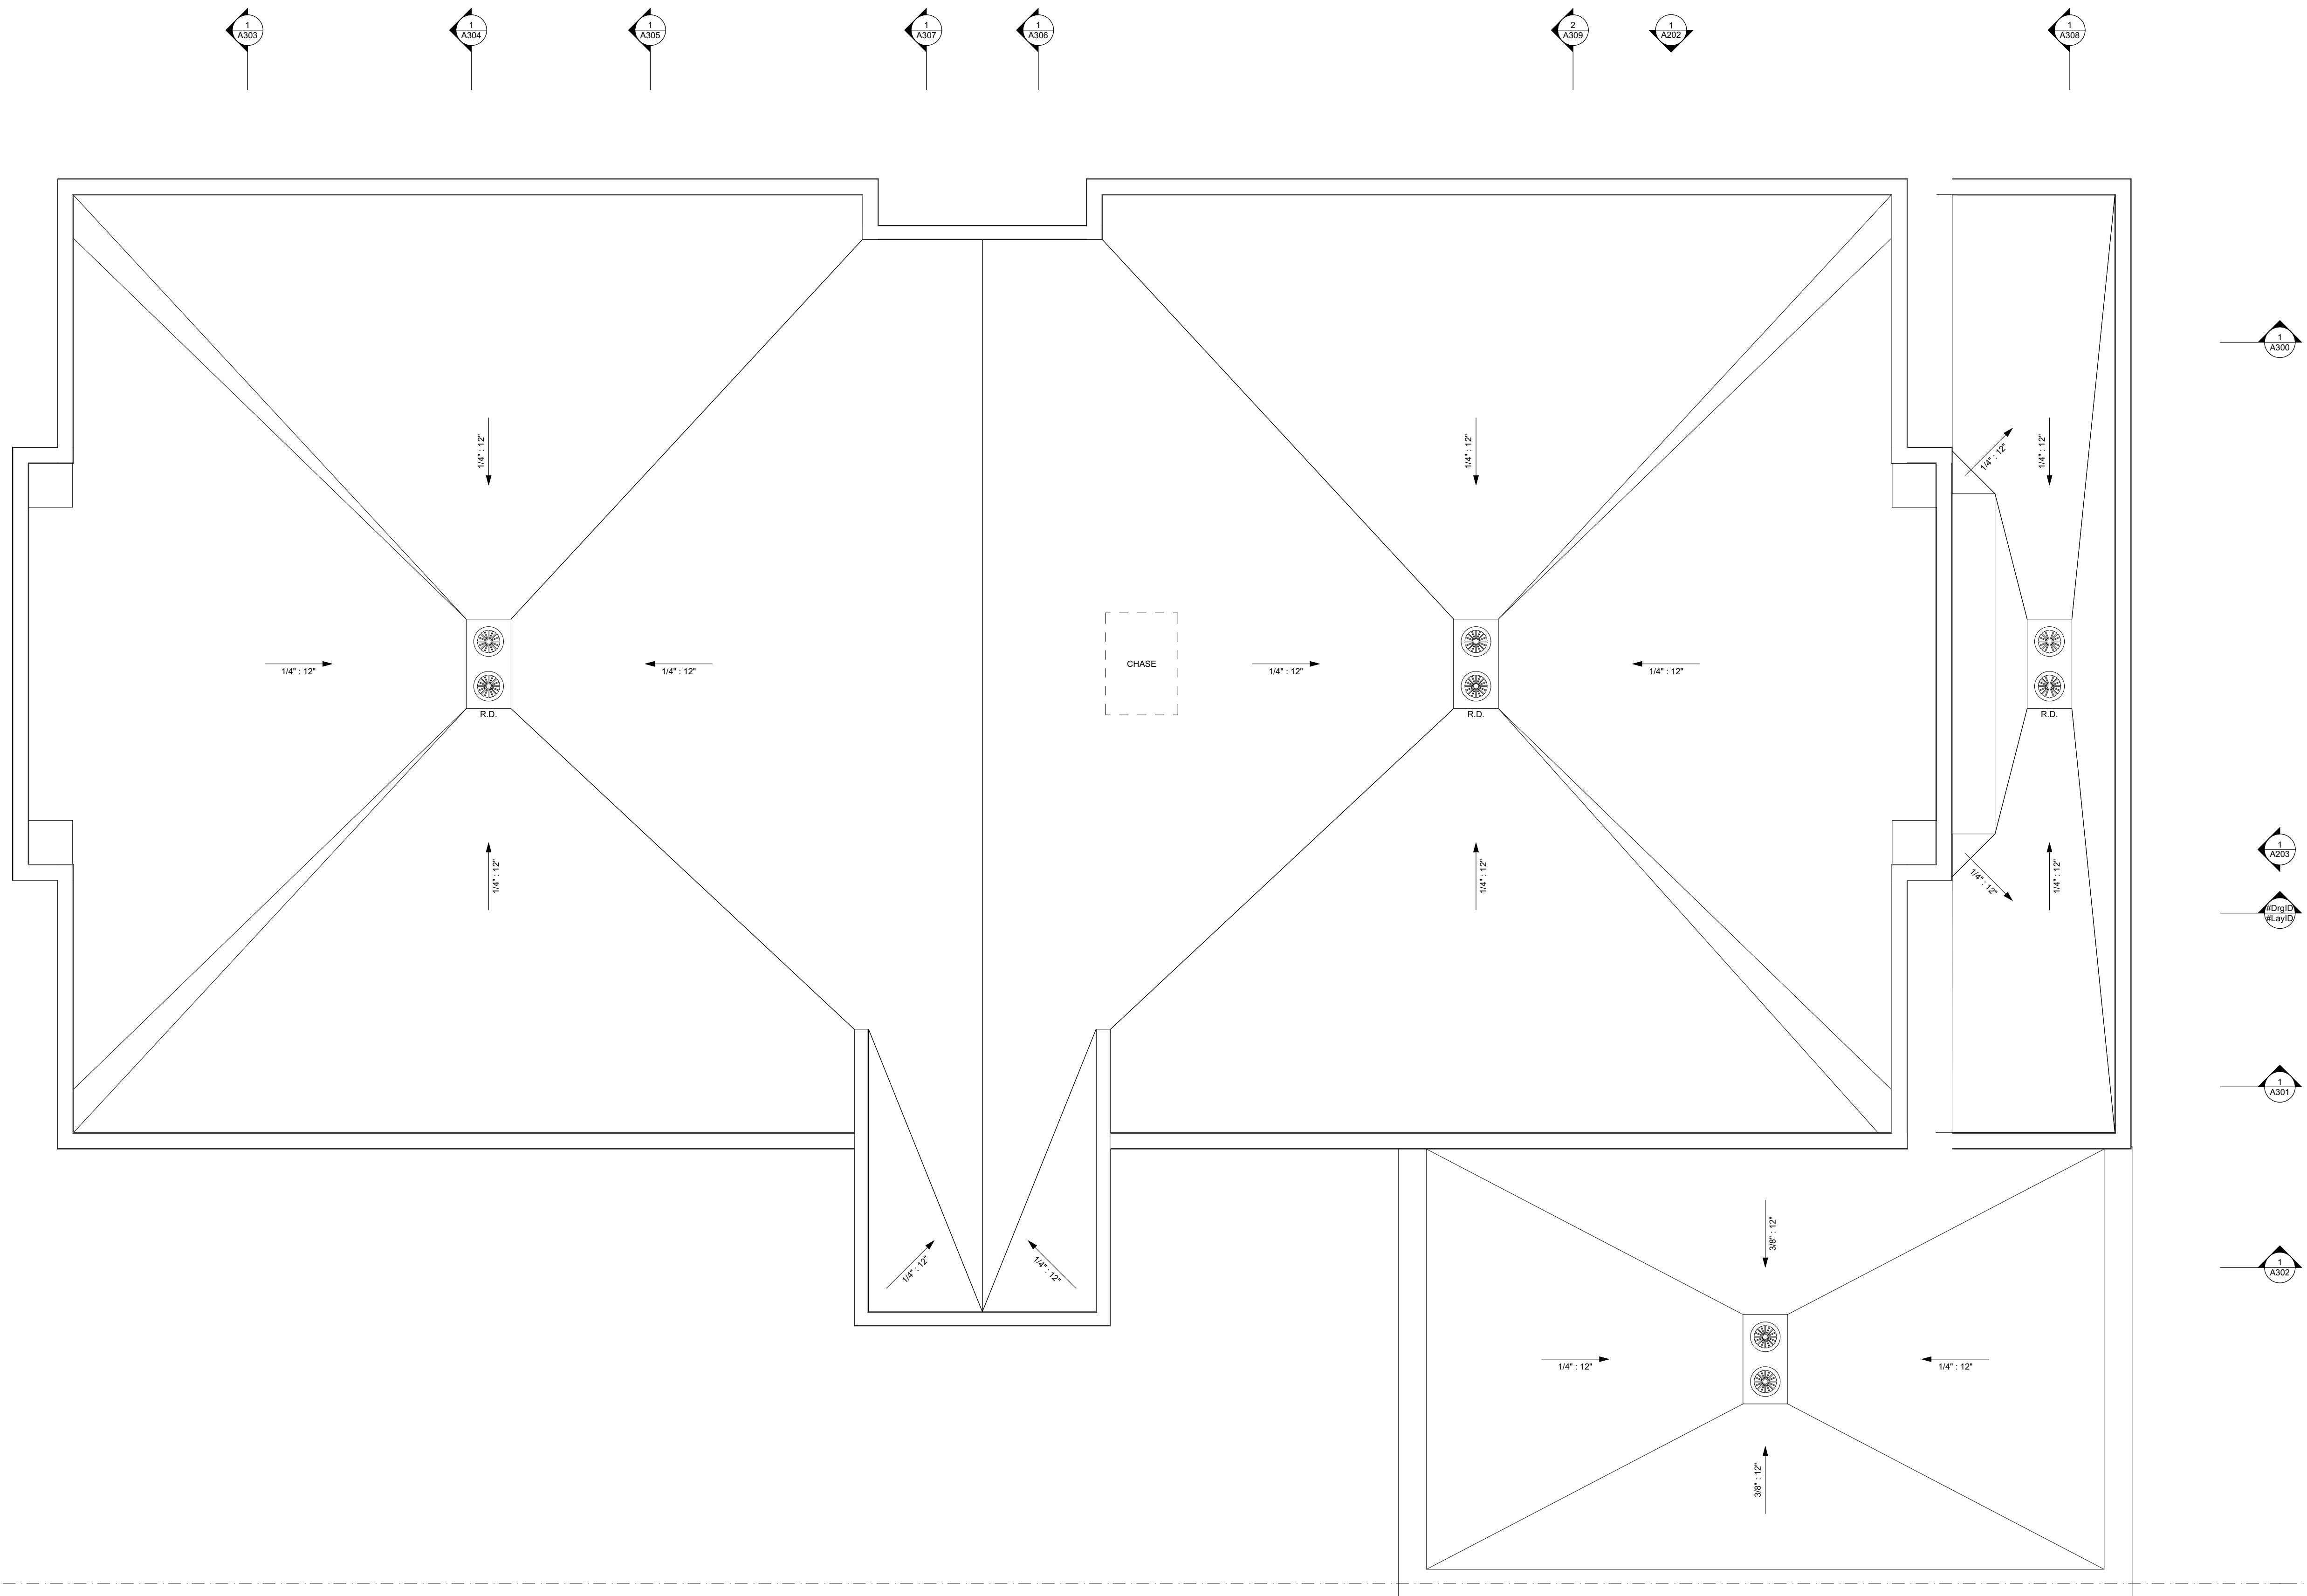 1
A303
1
A304
1
A305
1
A307
1
A306
2
A309
1
A202
1
A308
1
A300
1/4" : 12"
1/4" : 12"
1/4" : 12"
1/4" : 12"
1/4" : 12"
1/4" : 12"
CHASE
1/4" : 12"
1/4" : 12"
R.D.
R.D.
R.D.
1
A203
1/4" : 12"
1/4" : 12"
1/4" : 12"
1/4" : 12"
#DrgID
#LayID
1
A301
3/8" : 12"
1/4" : 12"
1/4" : 12"
1
A302
1/4" : 12"
1/4" : 12"
3/8" : 12"